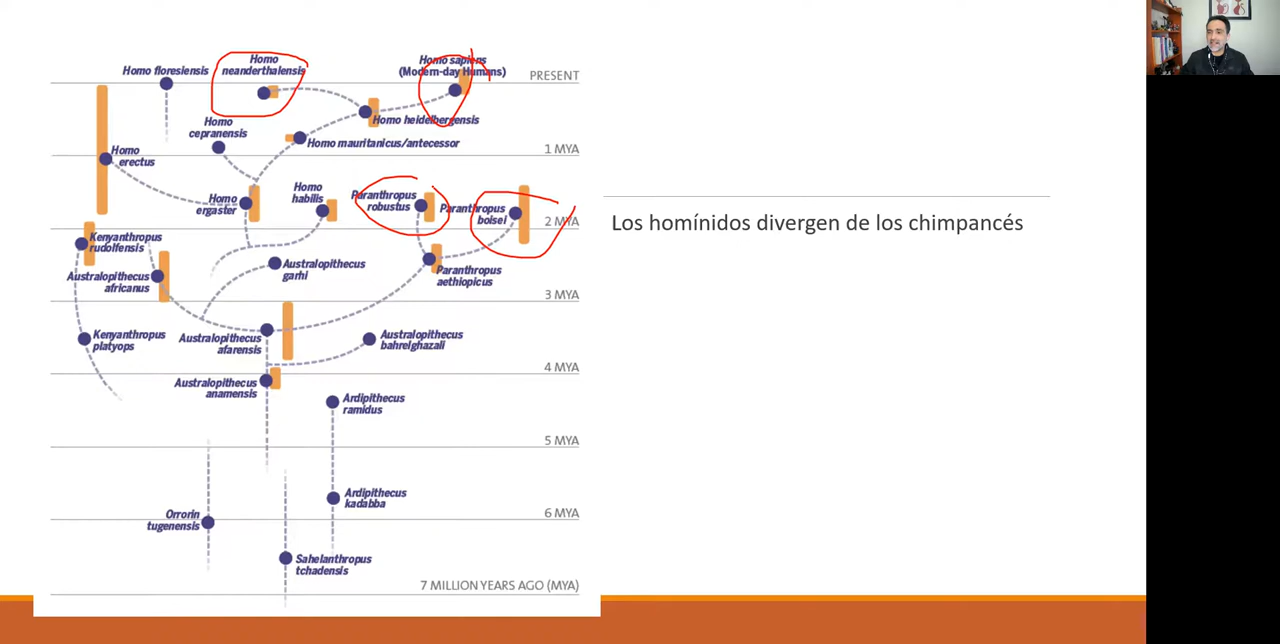 Homo
neanderthalensis
Homo sapiens
(Modern-day Humans)
Homo floresiensis
PRESENT
Homo heidelbergensis
Homo
cepranensis
Homo mauritanicus/antecessor
1 MYA
Homo
erectus
Homo
habilis
Paranthropus
robustus
Homo
ergaster
Paranthropus
boisei
2 MYA
Kenyanthropus
rudolfensis
Australopithecus
africanus
Australopithecus
garhi
Paranthropus
aethiopicus
3 MYA
Kenyanthropus
platyops
Australopithecus
afarensis
Australopithecus
bahrelghazali
4 MYA
Australopithecus
anamensis
Ardipithecus
ramidus
5 MYA
Ardipithecus
kadabba
6 MYA
Orrorin
tugenensis
Sahelanthropus
tchadensis
7 MILLION YEARS AGO (MYA)
Los homínidos divergen de los chimpancés